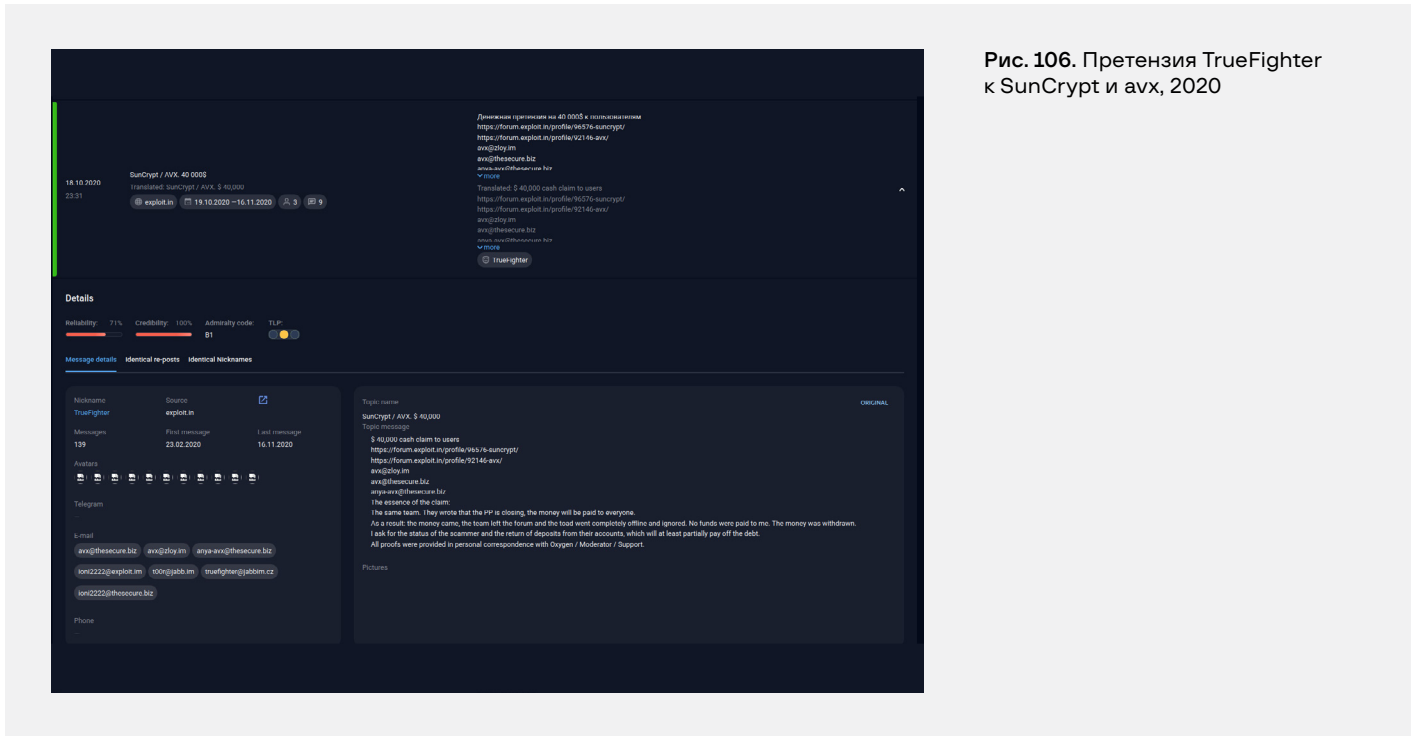 Рис. 106. Претензия TrueFighter
к SunCrypt и avx, 2020
Денежная претензия на 40 000$ к пользователям
https://forum.exploit.in/profile/96576-suncrypt/
https://forum.exploit.in/profile/92146-avx/
avx@zloy.im
avx@thesecure.biz
anya-avx@thesecure.biz
more
18.10.2020
23:31
SunCrypt / AVX. 40 000$
Translated: SunCrypt / AVX. $ 40,000
exploit.in 19.10.2020 —16.11.2020 3 9
Translated: $ 40,000 cash claim to users
https://forum.exploit.in/profile/96576-suncrypt/
https://forum.exploit.in/profile/92146-avx/
avx@zloy.im
avx@thesecure.biz
anya-avx@thesecure.biz
more
TrueFighter
Details
Reliability: 71% Credibility: 100% Admiralty code: TLP:
B1
Message details Identical re-posts Identical Nicknames
Nickname Source
TrueFighter exploit.in
Messages First message Last message
139 23.02.2020 16.11.2020
Avatars
Telegram
E-mail
avx@thesecure.biz avx@zloy.im anya-avx@thesecure.biz
ioni2222@exploit.im t00r@jabb.im truefighter@jabbim.cz
ioni2222@thesecure.biz
Phone
Topic name ORIGINAL
SunCrypt / AVX. $ 40,000
Topic message
$ 40,000 cash claim to users
https://forum.exploit.in/profile/96576-suncrypt/
https://forum.exploit.in/profile/92146-avx/
avx@zloy.im
avx@thesecure.biz
anya-avx@thesecure.biz
The essence of the claim:
The same team. They wrote that the PP is closing, the money will be paid to everyone.
As a result: the money came, the team left the forum and the toad went completely offline and ignored. No funds were paid to me. The money was withdrawn.
I ask for the status of the scammer and the return of deposits from their accounts, which will at least partially pay off the debt.
All proofs were provided in personal correspondence with Oxygen / Moderator / Support.
Pictures